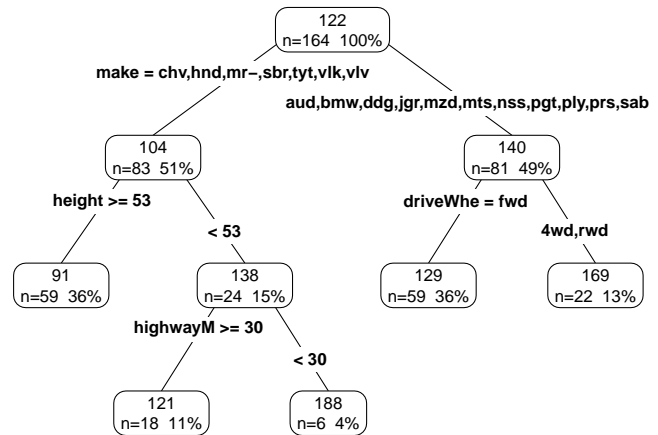 122
n=164 100%
make = chv,hnd,mr−,sbr,tyt,vlk,vlv
aud,bmw,ddg,jgr,mzd,mts,nss,pgt,ply,prs,sab
104
n=83 51%
140
n=81 49%
height >= 53
< 53
driveWhe = fwd
4wd,rwd
91
n=59 36%
138
n=24 15%
129
n=59 36%
169
n=22 13%
highwayM >= 30
< 30
121
n=18 11%
188
n=6 4%